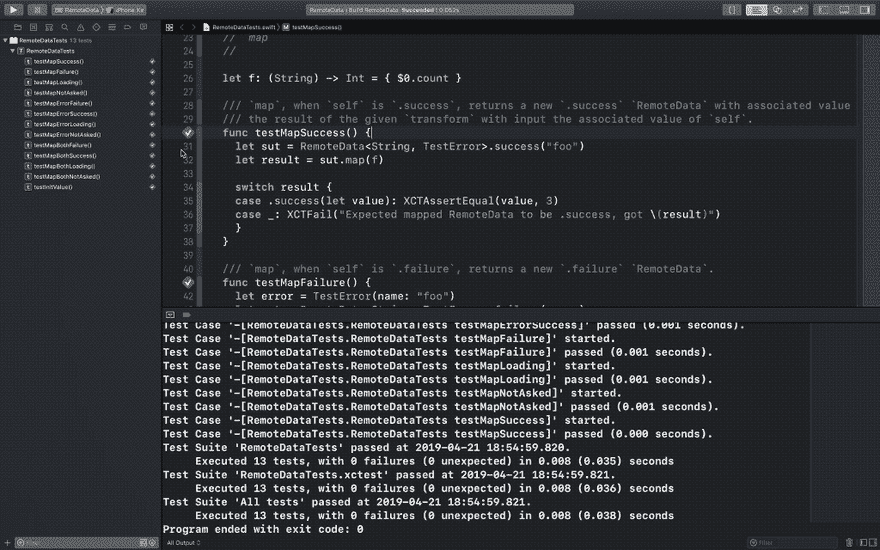 RemoteData
iPhone Xs
RemoteData | Build RemoteData: Succeeded
RemoteDataTests 13 tests
RemoteDataTests
testMapSuccess()
testMapFailure()
testMapLoading()
testMapNotAsked()
testMapErrorFailure()
testMapErrorSuccess()
testMapErrorLoading()
testMapErrorNotAsked()
testMapBothFailure()
testMapBothSuccess()
testMapBothLoading()
testMapBothNotAsked()
testInitValue()
RemoteDataTests.swift
testMapSuccess()
23 // map
24 //
25
26 let f: (String) -> Int = { $0.count }
27
28 /// `map`, when `self` is `.success`, returns a new `.success` `RemoteData` with associated value
29 /// the result of the given `transform` with input the associated value of `self`.
func testMapSuccess() {
31 let sut = RemoteData<String, TestError>.success("foo")
32 let result = sut.map(f)
33
34 switch result {
35 case .success(let value): XCTAssertEqual(value, 3)
36 case _: XCTFail("Expected mapped RemoteData to be .success, got \(result)")
37 }
38 }
39
40 /// `map`, when `self` is `.failure`, returns a new `.failure` `RemoteData`.
func testMapFailure() {
42 let error = TestError(name: "foo")
Test Case '-[RemoteDataTests.RemoteDataTests testMapErrorSuccess]' passed (0.001 seconds).
Test Case '-[RemoteDataTests.RemoteDataTests testMapFailure]' started.
Test Case '-[RemoteDataTests.RemoteDataTests testMapFailure]' passed (0.001 seconds).
Test Case '-[RemoteDataTests.RemoteDataTests testMapLoading]' started.
Test Case '-[RemoteDataTests.RemoteDataTests testMapLoading]' passed (0.001 seconds).
Test Case '-[RemoteDataTests.RemoteDataTests testMapNotAsked]' started.
Test Case '-[RemoteDataTests.RemoteDataTests testMapNotAsked]' passed (0.001 seconds).
Test Case '-[RemoteDataTests.RemoteDataTests testMapSuccess]' started.
Test Case '-[RemoteDataTests.RemoteDataTests testMapSuccess]' passed (0.000 seconds).
Test Suite 'RemoteDataTests' passed at 2019-04-21 18:54:59.820.
Executed 13 tests, with 0 failures (0 unexpected) in 0.008 (0.035) seconds
Test Suite 'RemoteDataTests.xctest' passed at 2019-04-21 18:54:59.821.
Executed 13 tests, with 0 failures (0 unexpected) in 0.008 (0.036) seconds
Test Suite 'All tests' passed at 2019-04-21 18:54:59.821.
Executed 13 tests, with 0 failures (0 unexpected) in 0.008 (0.038) seconds
Program ended with exit code: 0
Filter
All Output
Filter